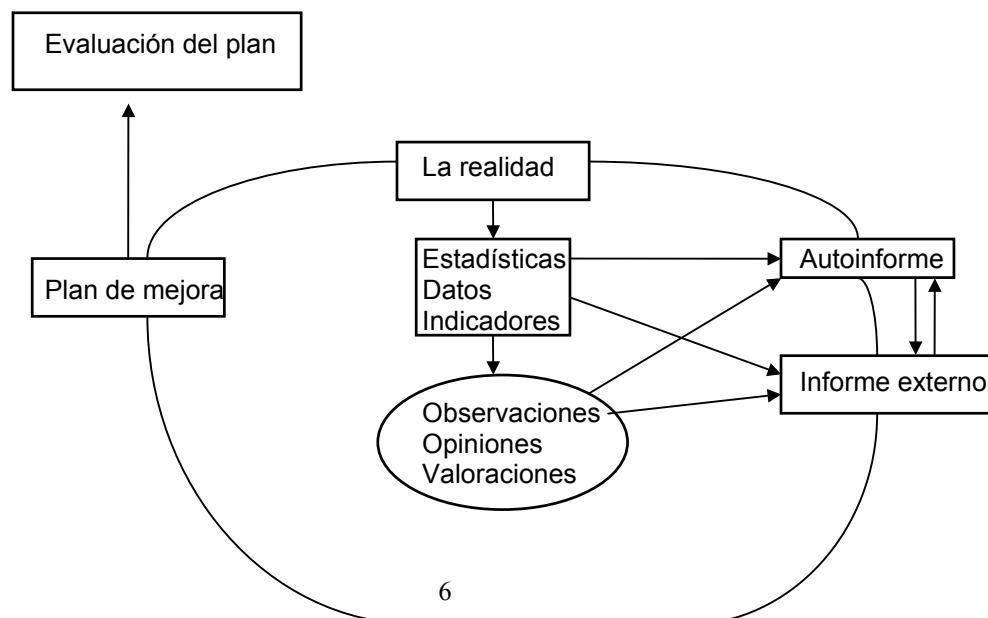 Evaluación del plan
La realidad
Estadísticas
Datos
Indicadores
Autoinforme
Plan de mejora
Informe externo
Observaciones
Opiniones
Valoraciones
6